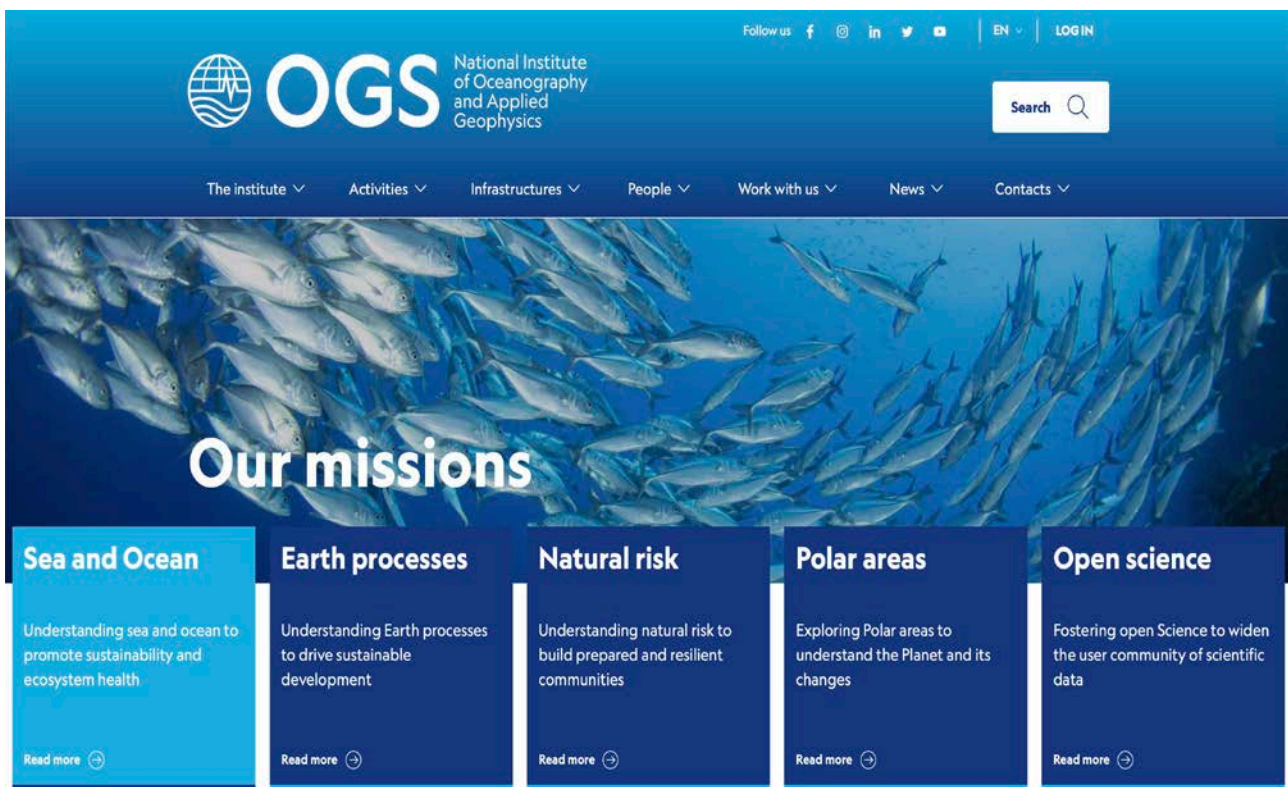 Follow us
EN
LOGIN
OGS
National Institute
of Oceanography
and Applied
Geophysics
Search
The institute
Activities
Infrastructures
People
Work with us
News
Contacts
Our missions
Sea and Ocean
Understanding sea and ocean to
promote sustainability and
ecosystem health
Read more
Earth processes
Understanding Earth processes
to drive sustainable
development
Read more
Natural risk
Understanding natural risk to
build prepared and resilient
communities
Read more
Polar areas
Exploring Polar areas to
understand the Planet and its
changes
Read more
Open science
Fostering open Science to widen
the user community of scientific
data
Read more